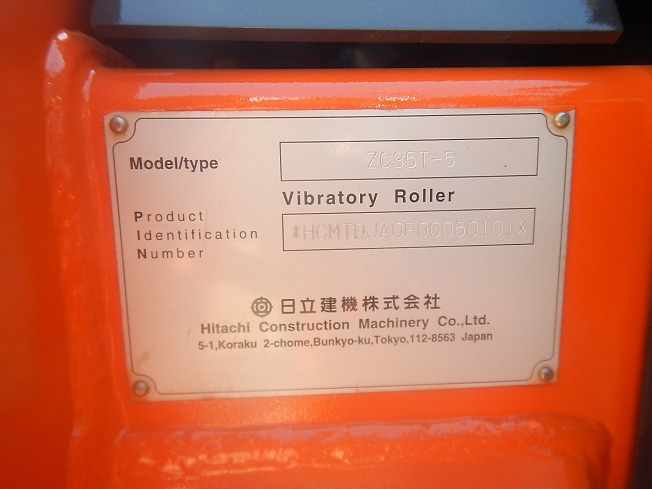 Model/type ZC35T-5
Vibratory Roller
Product
Identification
Number
日立建機株式会社
Hitachi Construction Machinery Co.,Ltd.
5-1,Koraku 2-chome,Bunkyo-ku,Tokyo,112-8563 Japan